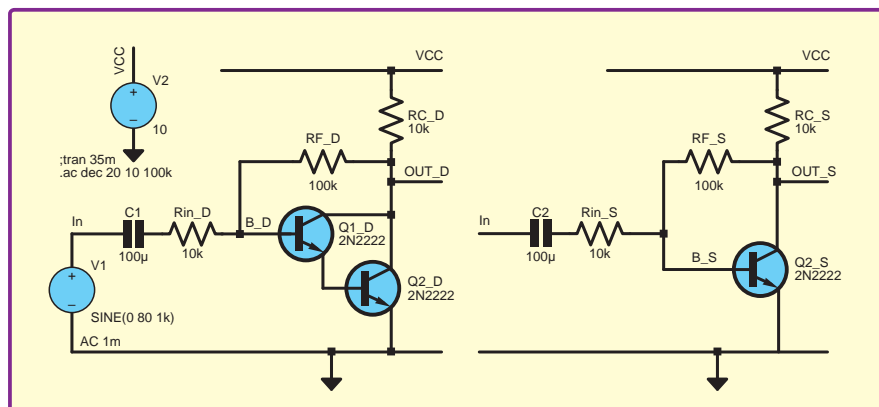 VCC
V2
10
;tran 35m
.ac dec 20 10 100k
In
C1
100µ
Rin_D
10k
V1
SINE(0 80 1k)
AC 1m
VCC
RC_D
10k
RF_D
100k
OUT_D
B_D
Q1_D
2N2222
Q2_D
2N2222
VCC
RC_S
10k
RF_S
100k
OUT_S
In
C2
100µ
Rin_S
10k
B_S
Q2_S
2N2222